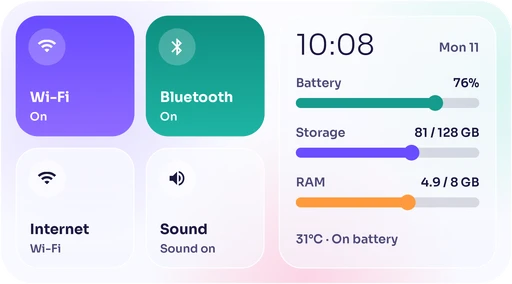 Wi-Fi
On
Bluetooth
On
Internet
Wi-Fi
Sound
Sound on
10:08
Mon 11
Battery
76%
Storage
81 / 128 GB
RAM
4.9 / 8 GB
31°C · On battery